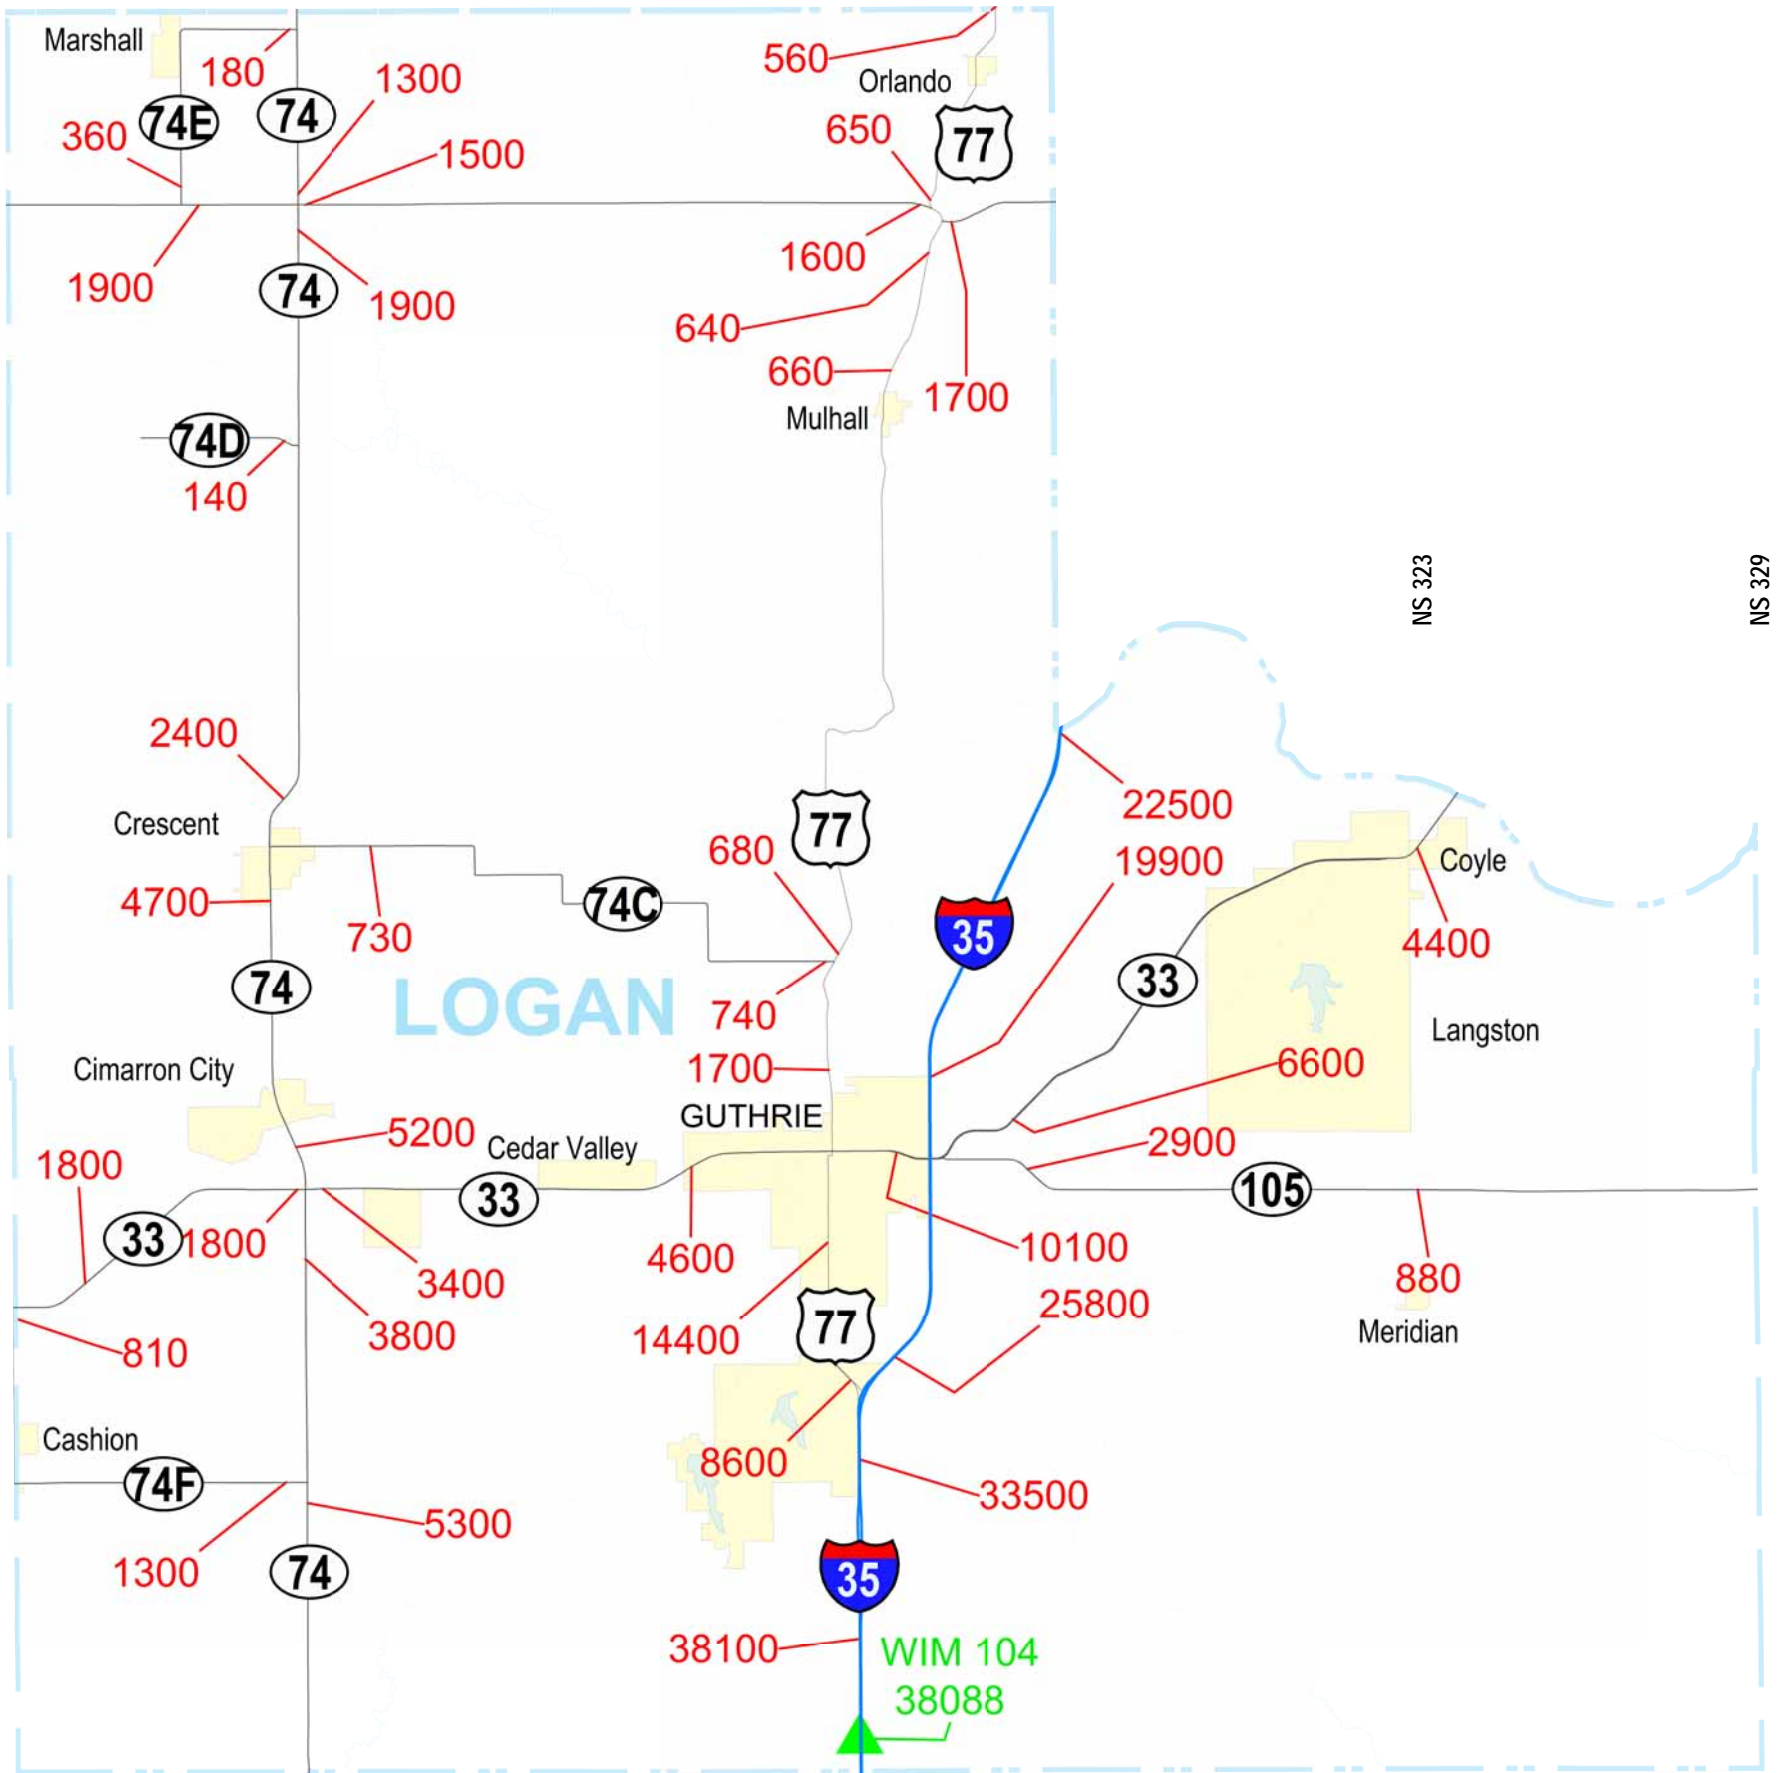 Marshall
560
180
1300
Orlando
74E
74
360
650
77
1500
1600
1900
74
1900
640
660
1700
Mulhall
74D
140
NS 323
NS 329
2400
22500
Crescent
77
680
19900
Coyle
4700
730
74C
35
4400
74
LOGAN
33
740
Langston
Cimarron City
1700
6600
GUTHRIE
5200
Cedar Valley
2900
1800
33
105
33
1800
4600
10100
3400
880
25800
810
3800
14400
77
Meridian
Cashion
8600
74F
33500
5300
1300
74
35
38100
WIM 104
38088